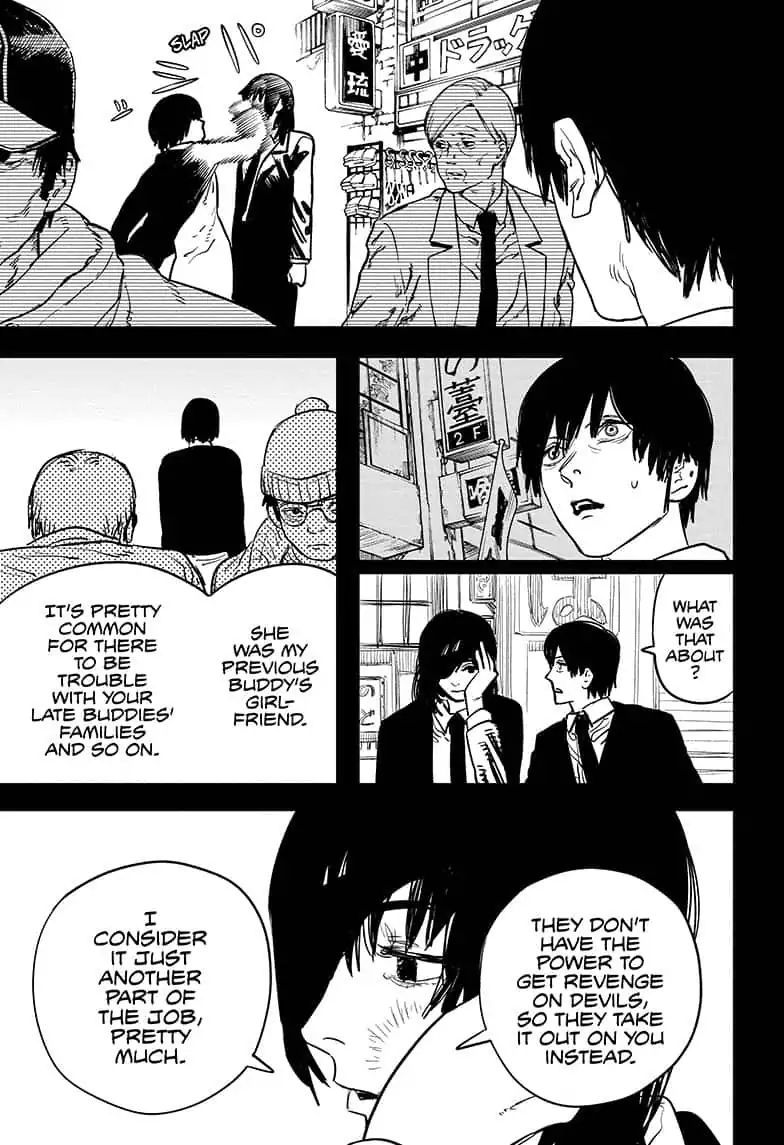 SLAP
愛
琉
中ドラッグ
の蕾
2F
WHAT
WAS
THAT
ABOUT
?
SHE
WAS MY
PREVIOUS
BUDDY'S
GIRL-
FRIEND.
IT'S PRETTY
COMMON
FOR THERE
TO BE
TROUBLE
WITH YOUR
LATE BUDDIES'
FAMILIES
AND SO ON.
THEY DON'T
HAVE THE
POWER TO
GET REVENGE
ON DEVILS,
SO THEY TAKE
IT OUT ON YOU
INSTEAD.
I
CONSIDER
IT JUST
ANOTHER
PART OF
THE JOB,
PRETTY
MUCH.